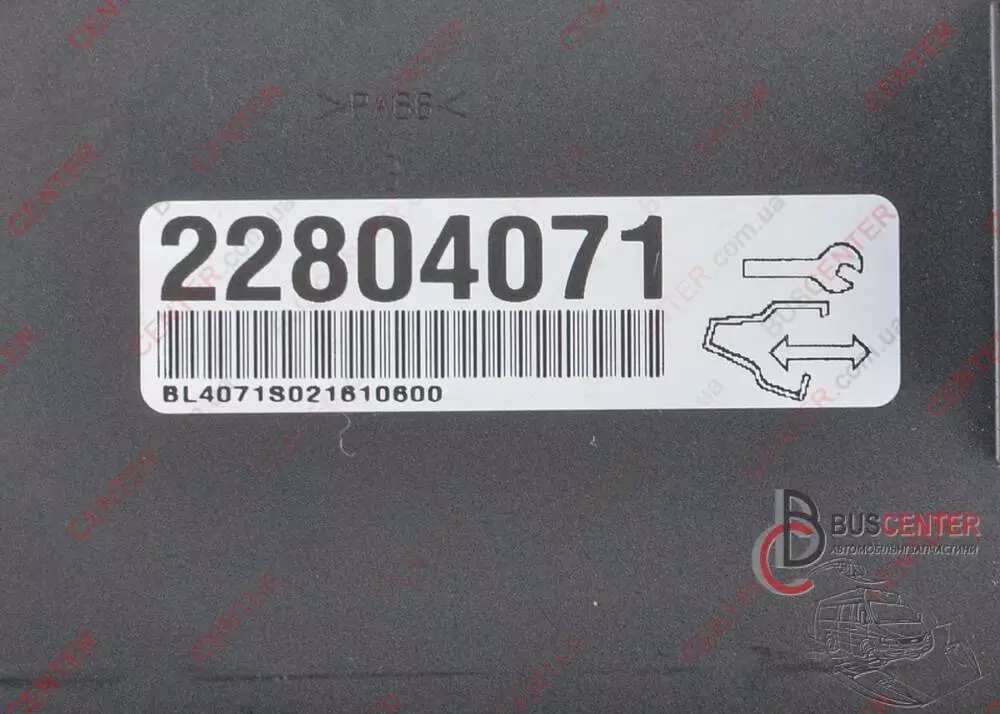 >PA66<
22804071
BL4071S021610600
BUSCENTER
АВТОМОБІЛЬНІ ЗАПЧАСТИНИ